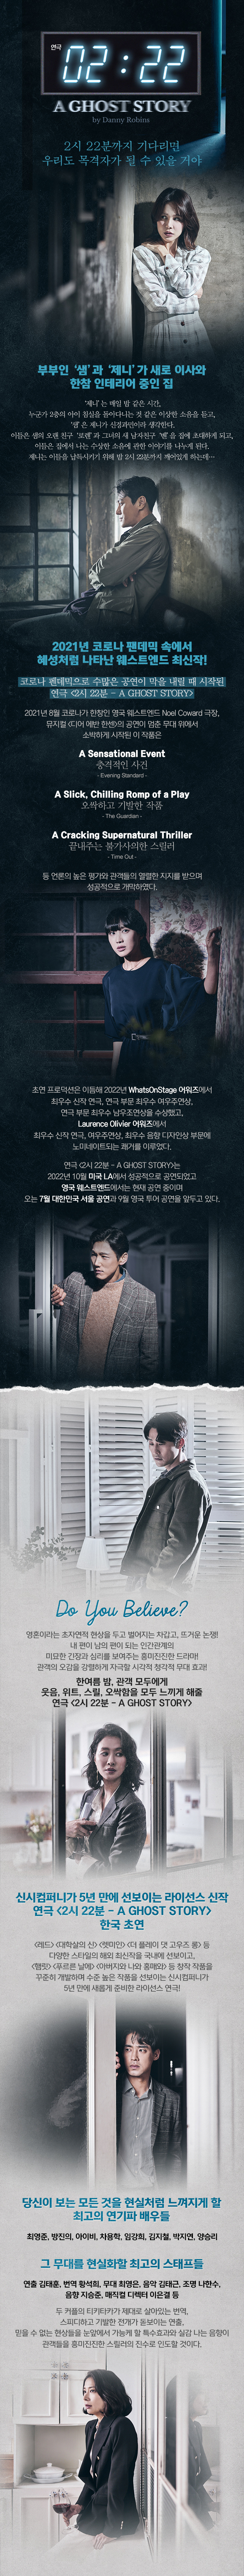 연극
02:22
A GHOST STORY
by Danny Robins
2시 22분까지 기다리면
우리도 목격자가 될 수 있을 거야
부부인 ‘샘’과 ‘제니’가 새로 이사와
한참 인테리어 중인 집
‘제니’는 매일 밤 같은 시간,
누군가 2층의 아이 침실을 돌아다니는 것 같은 이상한 소음을 듣고,
‘샘’은 제니가 신경과민이라 생각한다.
이들은 샘의 오랜 친구 ‘로렌’과 그녀의 새 남자친구 ‘벤’을 집에 초대하게 되고,
이들은 집에서 나는 수상한 소음에 관한 이야기를 나누게 된다.
제니는 이들을 납득시키기 위해 밤 2시 22분까지 깨어있게 하는데…
2021년 코로나 팬데믹 속에서
혜성처럼 나타난 웨스트엔드 최신작!
코로나 팬데믹으로 수많은 공연이 막을 내릴 때 시작된
연극 <2시 22분 - A GHOST STORY>
2021년 8월 코로나가 한창인 영국 웨스트엔드 Noel Coward 극장,
뮤지컬 <디어 에반 한센>의 공연이 멈춘 무대 위에서
소박하게 시작된 이 작품은
A Sensational Event
충격적인 사건
- Evening Standard -
A Slick, Chilling Romp of a Play
오싹하고 기발한 작품
- The Guardian -
A Cracking Supernatural Thriller
끝내주는 불가사의한 스릴러
- Time Out -
등 언론의 높은 평가와 관객들의 열렬한 지지를 받으며
성공적으로 개막하였다.
초연 프로덕션은 이듬해 2022년 WhatsOnStage 어워즈에서
최우수 신작 연극, 연극 부문 최우수 여우주연상,
연극 부문 최우수 남우조연상을 수상했고,
Laurence Olivier 어워즈에서
최우수 신작 연극, 여우주연상, 최우수 음향 디자인상 부문에
노미네이트되는 쾌거를 이루었다.
연극 <2시 22분 - A GHOST STORY>는
2022년 10월 미국 LA에서 성공적으로 공연되었고
영국 웨스트엔드에서는 현재 공연 중이며
오는 7월 대한민국 서울 공연과 9월 영국 투어 공연을 앞두고 있다.
Do You Believe?
영혼이라는 초자연적 현상을 두고 벌어지는 차갑고, 뜨거운 논쟁!
내 편이 남의 편이 되는 인간관계의
미묘한 긴장과 심리를 보여주는 흥미진진한 드라마!
관객의 오감을 강렬하게 자극할 시각적 청각적 무대 효과!
한여름 밤, 관객 모두에게
웃음, 위트, 스릴, 오싹함을 모두 느끼게 해줄
연극 <2시 22분 - A GHOST STORY>
신시컴퍼니가 5년 만에 선보이는 라이선스 신작
연극 <2시 22분 - A GHOST STORY>
한국 초연
<레드> <대학살의 신> <렛미인> <더 플레이 댓 고우즈 롱> 등
다양한 스타일의 해외 최신작을 국내에 선보이고,
<햄릿> <푸르른 날에> <아버지와 나와 홍매와> 등 창작 작품을
꾸준히 개발하며 수준 높은 작품을 선보이는 신시컴퍼니가
5년 만에 새롭게 준비한 라이선스 연극!
당신이 보는 모든 것을 현실처럼 느껴지게 할
최고의 연기파 배우들
최영준, 방진의, 아이비, 차용학, 임강희, 김지철, 박지연, 양승리
그 무대를 현실화할 최고의 스태프들
연출 김태훈, 번역 황석희, 무대 최영은, 음악 김태근, 조명 나한수,
음향 지승준, 매직컬 디렉터 이은결 등
두 커플의 티키타카가 제대로 살아있는 번역,
스피디하고 기발한 전개가 돋보이는 연출,
믿을 수 없는 현상들을 눈앞에서 가능케 할 특수효과와 실감 나는 음향이
관객들을 흥미진진한 스릴러의 진수로 인도할 것이다.